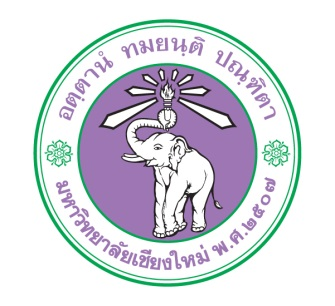 อตฺตานํ ทมยนฺติ ปณฺฑิตา
มหาวิทยาลัยเชียงใหม่ พ.ศ.๒๕๐๗